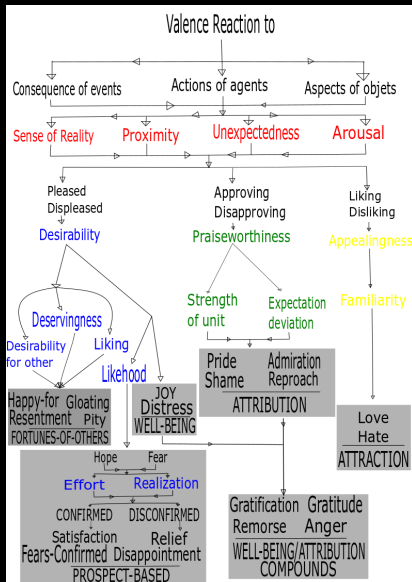 Valence Reaction to
Consequence of events
Actions of agents
Aspects of objets
Sense of Reality
Proximity
Unexpectedness
Arousal
Pleased
Displeased
Approving
Disapproving
Liking
Disliking
Desirability
Praiseworthiness
Appealingness
Strength
of unit
Expectation
deviation
Familiarity
Deservingness
Desirability
for other
Liking
Likehood
Happy-for Gloating
Resentment Pity
FORTUNES-OF-OTHERS
JOY
Distress
WELL-BEING
Pride Admiration
Shame Reproach
ATTRIBUTION
Love
Hate
ATTRACTION
Hope Fear
Effort Realization
CONFIRMED DISCONFIRMED
Satisfaction Relief
Fears-Confirmed Disappointment
PROSPECT-BASED
Gratification Gratitude
Remorse Anger
WELL-BEING/ATTRIBUTION
COMPOUNDS